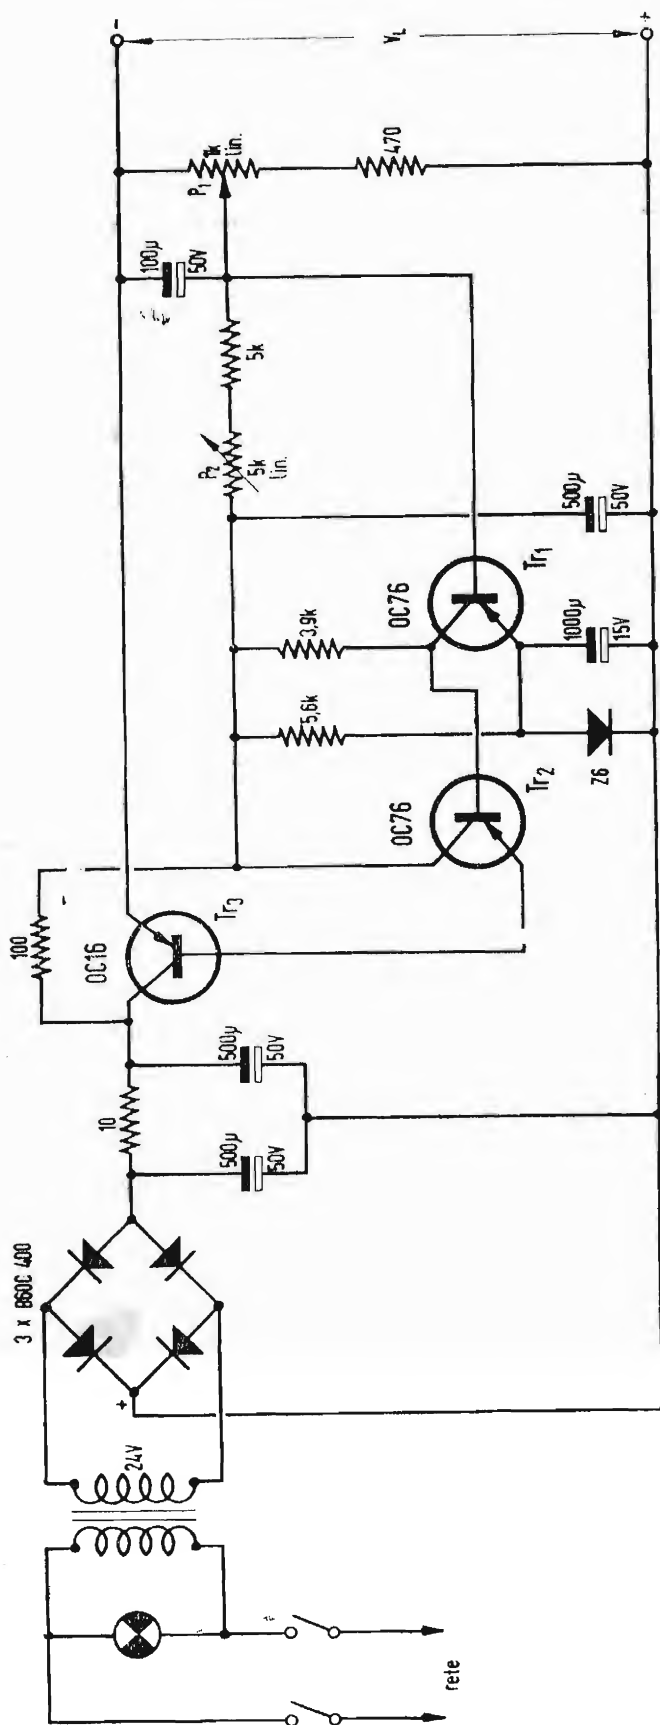 rete
24V
3 x B60C 400
+
10
500µ
50V
500µ
50V
100
OC16
Tr3
-
OC76
Tr2
5,6k
Z6
3,9k
OC76
Tr1
1000µ
15V
500µ
50V
P2
5k
lin.
5k
100µ
50V
P1
1k
lin.
470
-
VL
+